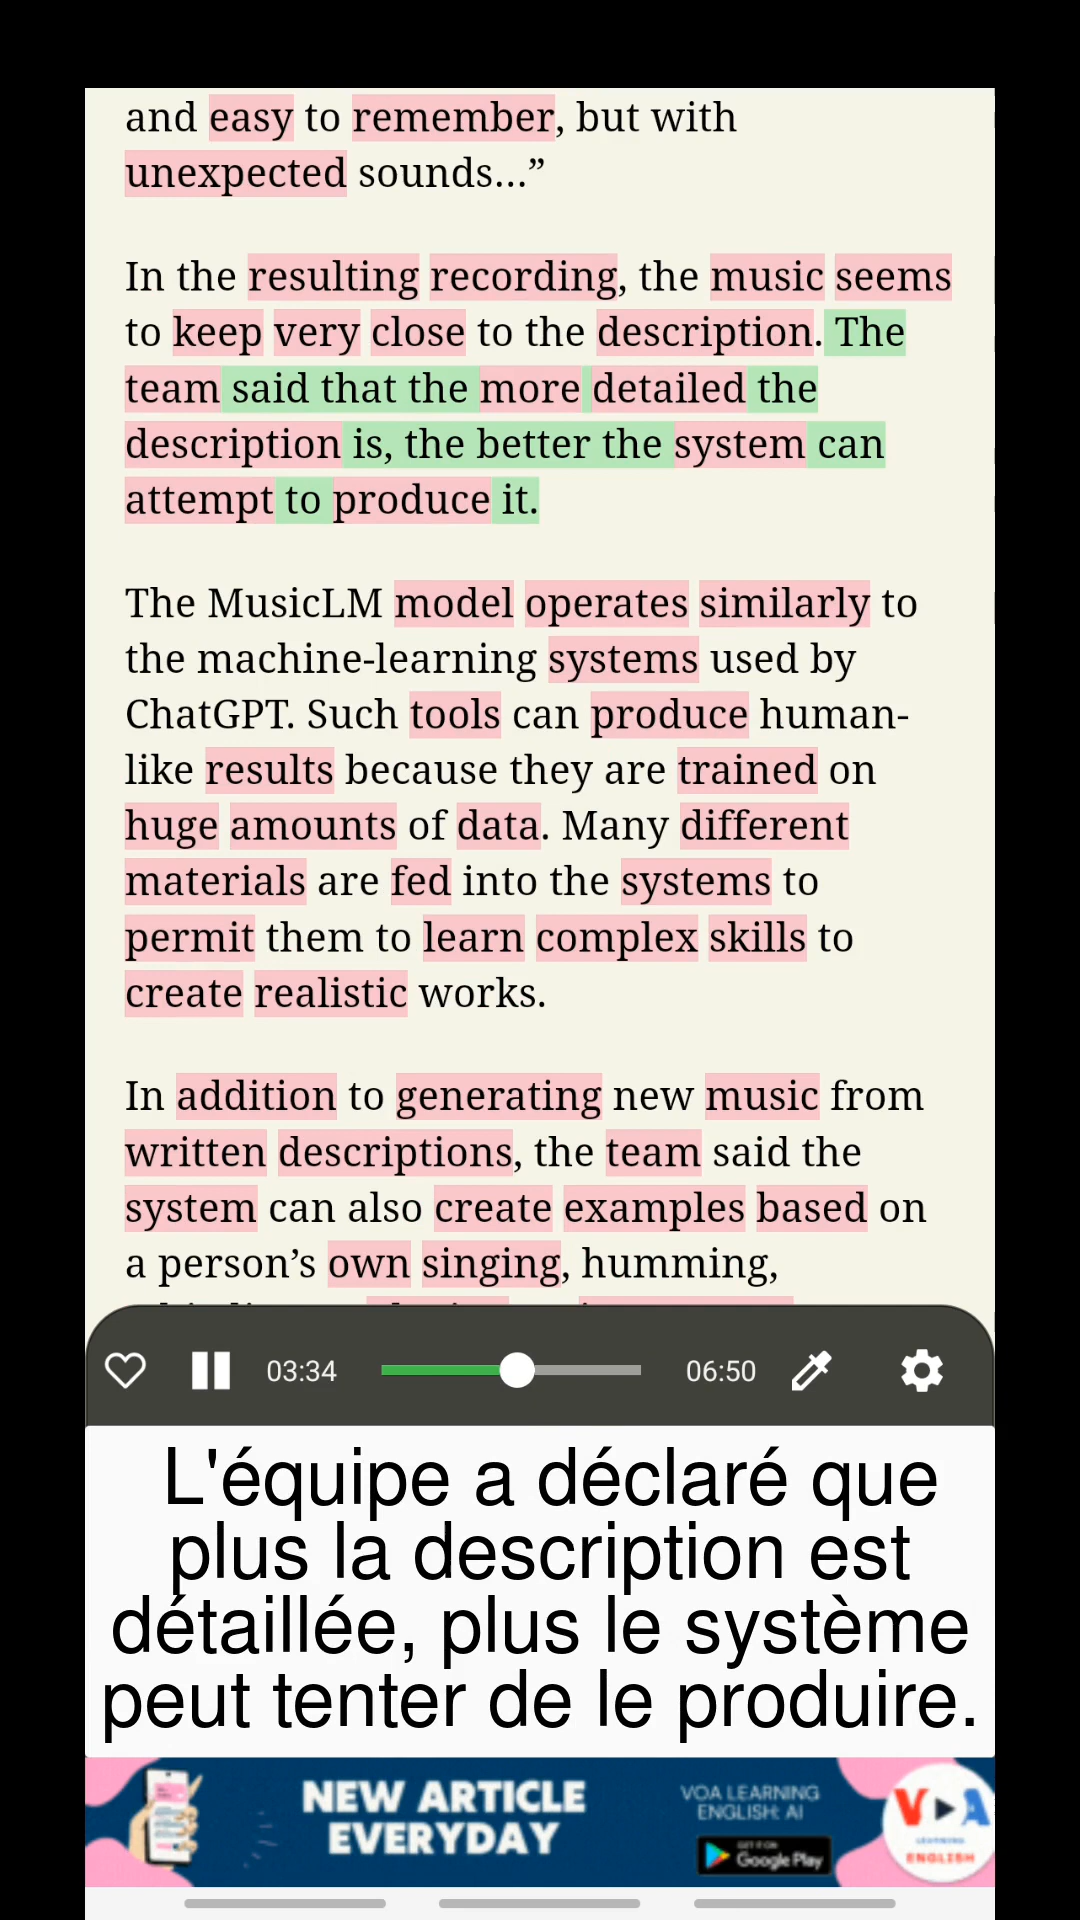 and easy to remember, but with
unexpected sounds…”
In the resulting recording, the music seems
to keep very close to the description. The
team said that the more detailed the
description is, the better the system can
attempt to produce it.
The MusicLM model operates similarly to
the machine-learning systems used by
ChatGPT. Such tools can produce human-
like results because they are trained on
huge amounts of data. Many different
materials are fed into the systems to
permit them to learn complex skills to
create realistic works.
In addition to generating new music from
written descriptions, the team said the
system can also create examples based on
a person’s own singing, humming,
03:34
06:50
L'équipe a déclaré que
plus la description est
détaillée, plus le système
peut tenter de le produire.
NEW ARTICLE
EVERYDAY
VOA LEARNING
ENGLISH: AI
GET IT ON
Google Play
VOA
LEARNING
ENGLISH